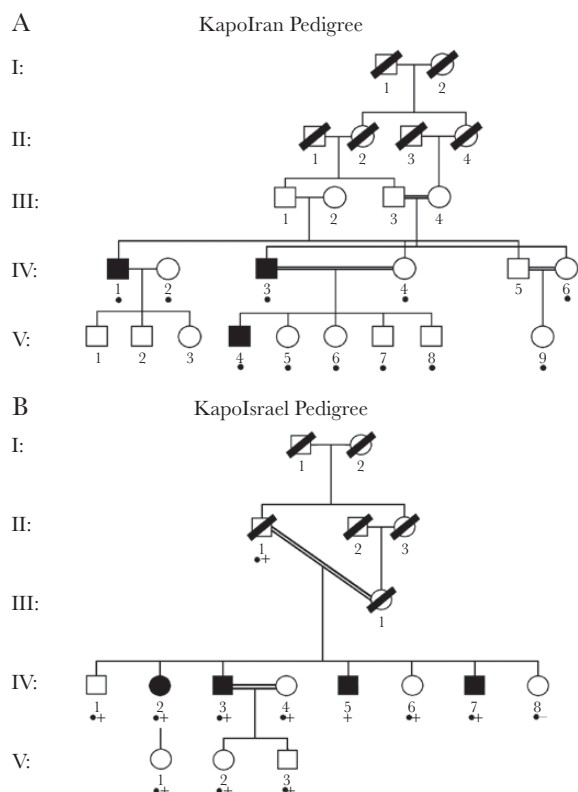 A KapoIran Pedigree
I:
1 2
II:
1 2 3 4
III:
1 2 3 4
IV:
1 2 3 4 5 6
V:
1 2 3 4 5 6 7 8 9
B KapoIsrael Pedigree
I:
1 2
II:
1 2 3
•+
III:
1
IV:
1 2 3 4 5 6 7 8
•+ •+ •+ •+ + •+ •+ •–
V:
1 2 3
•+ •+ •+